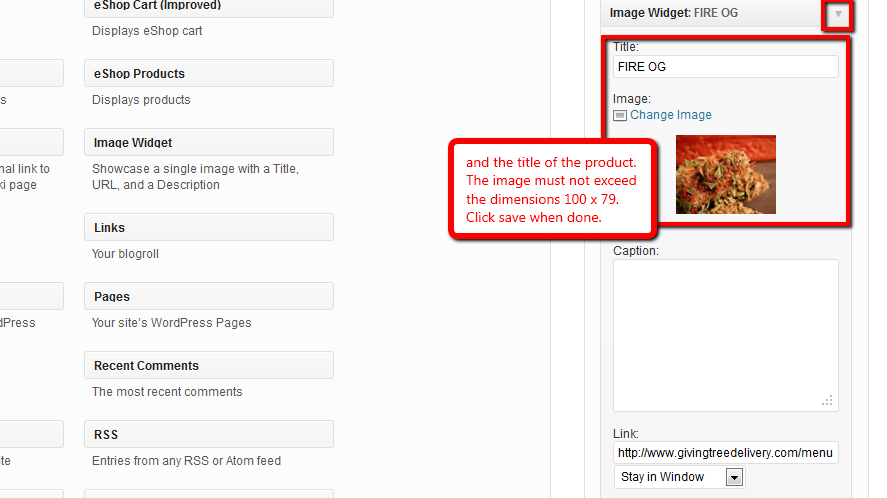 eShop Cart (Improved)
Displays eShop cart
eShop Products
Displays products
s
Image Widget
Showcase a single image with a Title,
URL, and a Description
nal link to
ki page
Links
Your blogroll
Pages
Your site's WordPress Pages
dPress
Recent Comments
The most recent comments
RSS
Entries from any RSS or Atom feed
ite
and the title of the product.
The image must not exceed
the dimensions 100 x 79.
Click save when done.
Image Widget: FIRE OG
Title:
FIRE OG
Image:
Change Image
Caption:
Link:
http://www.givingtreedelivery.com/menu
Stay in Window